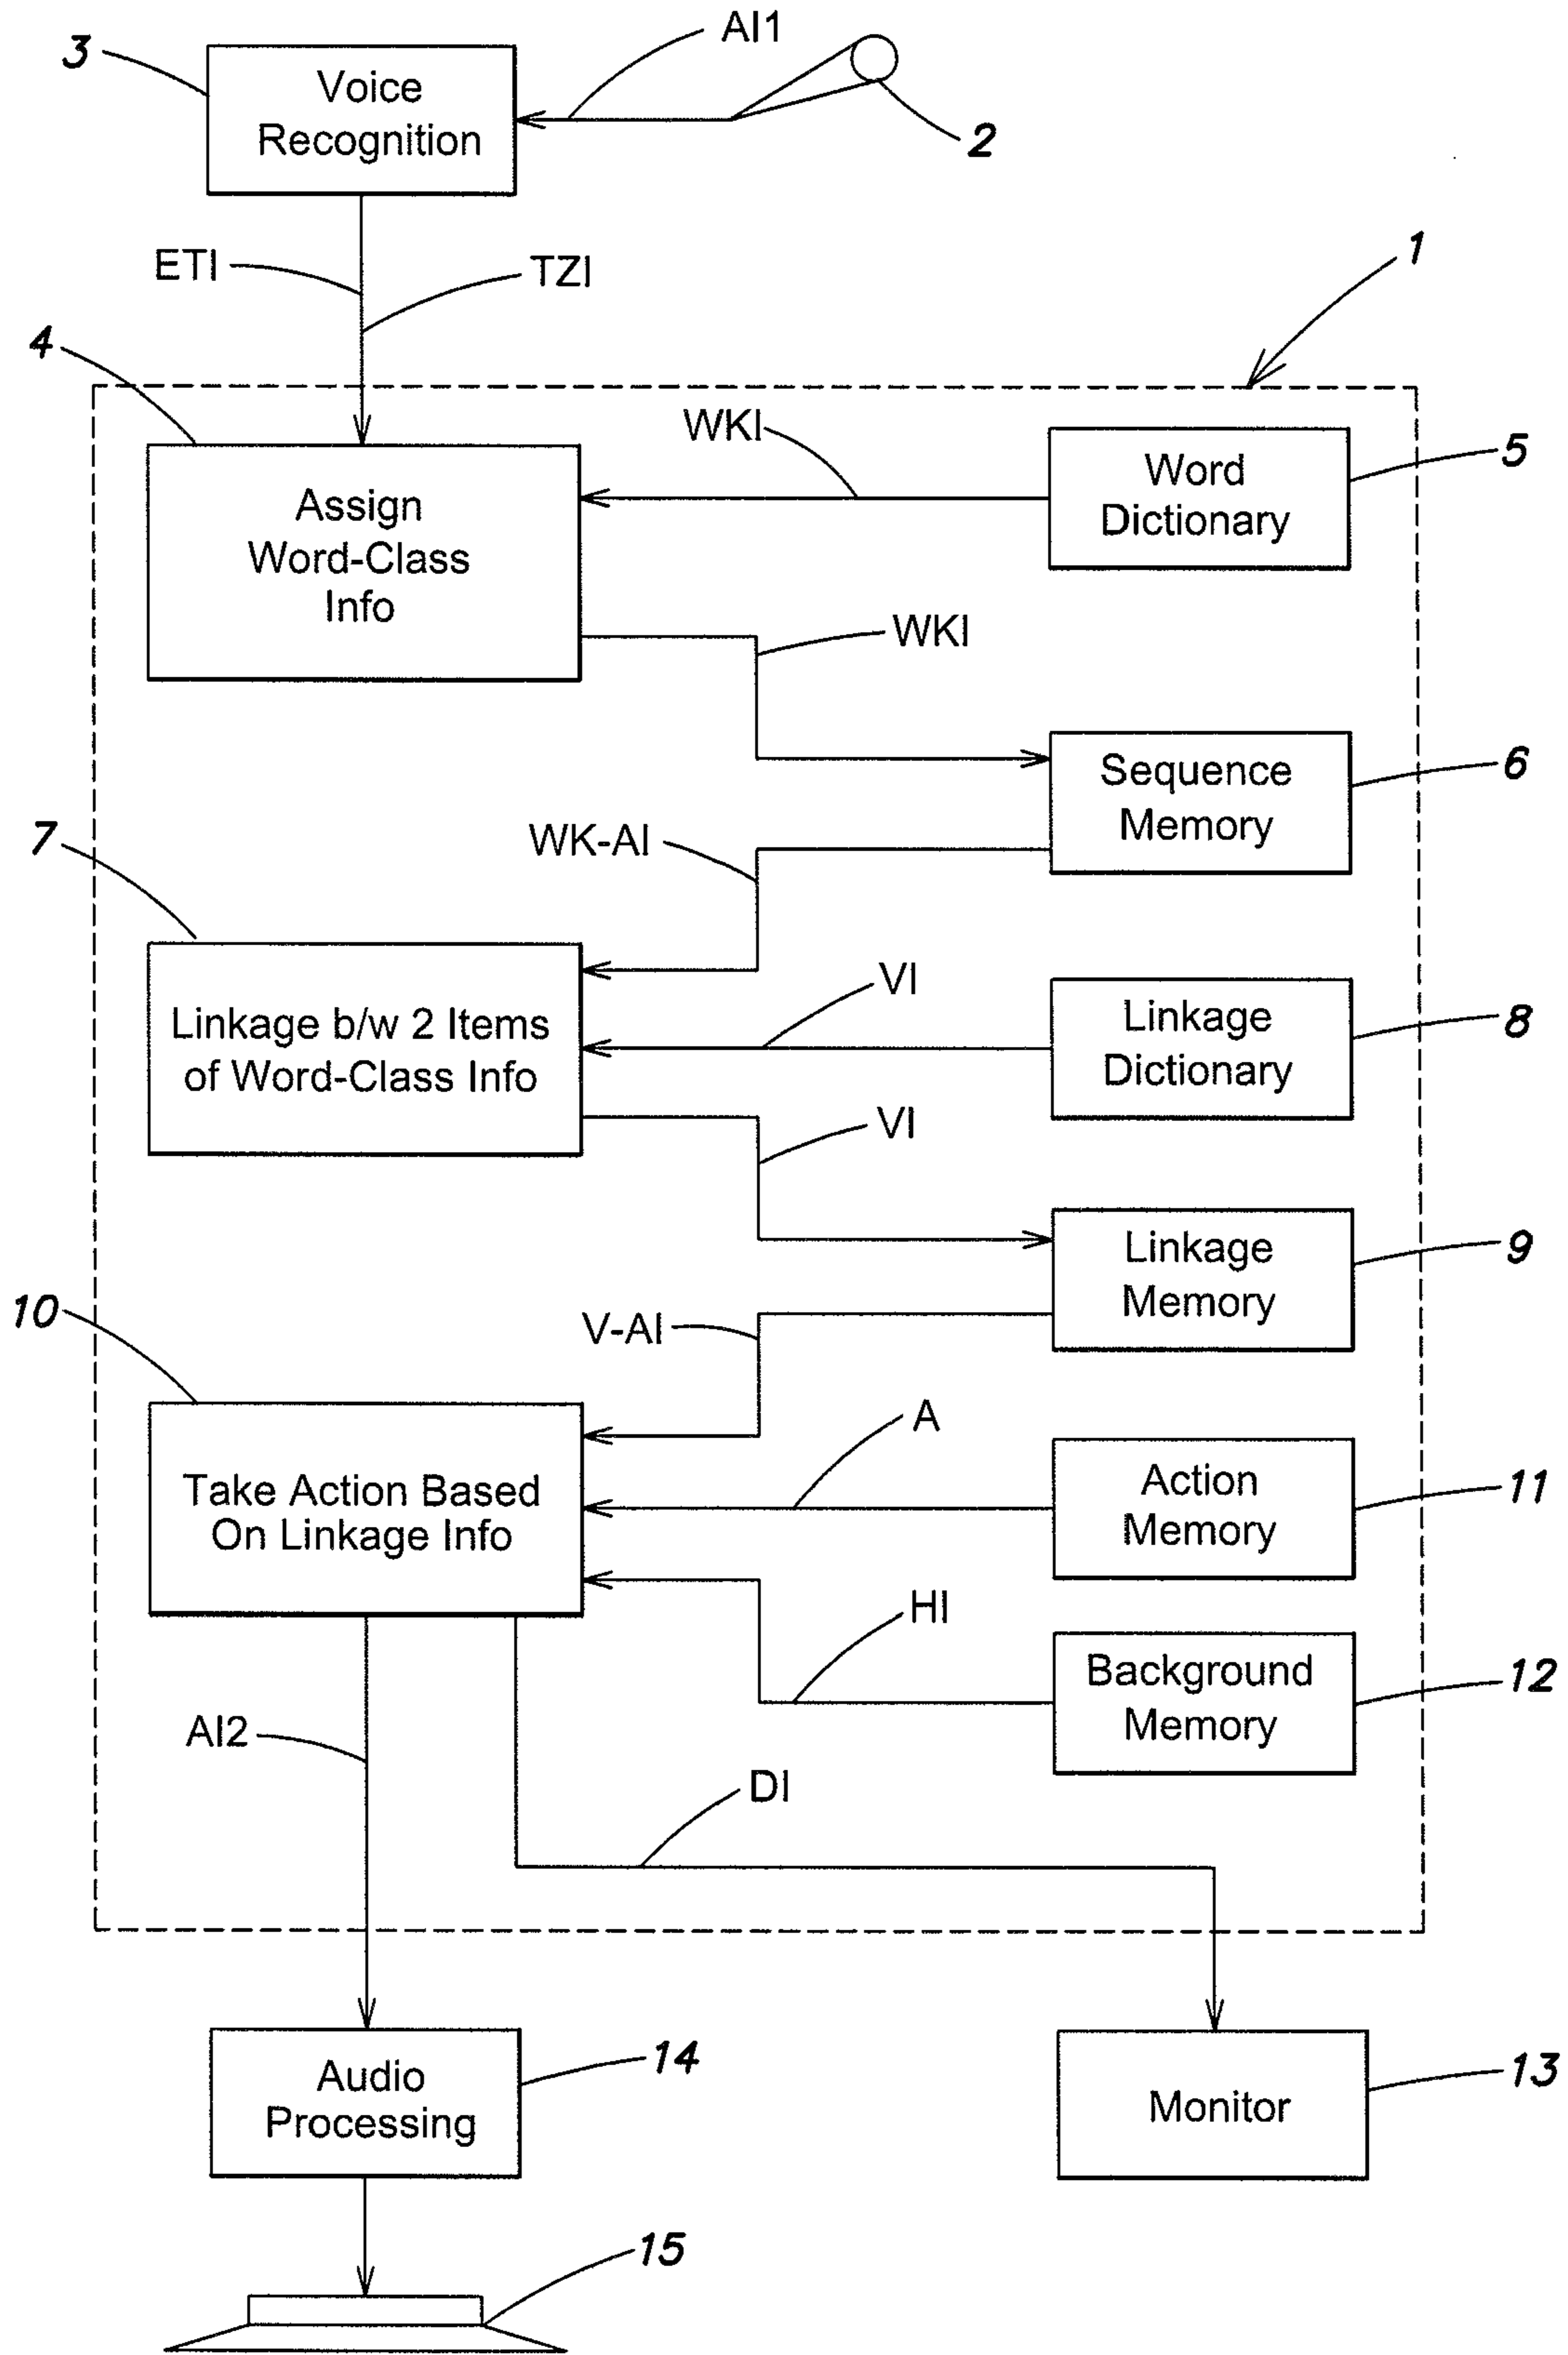 AI1
3
Voice
Recognition
2
ETI
TZI
1
4
WKI
5
Word
Dictionary
Assign
Word-Class
Info
WKI
6
Sequence
Memory
7
WK-AI
VI
8
Linkage
Dictionary
Linkage b/w 2 Items
of Word-Class Info
VI
9
Linkage
Memory
10
V-AI
A
11
Action
Memory
Take Action Based
On Linkage Info
HI
12
Background
Memory
AI2
DI
14
Audio
Processing
13
Monitor
15